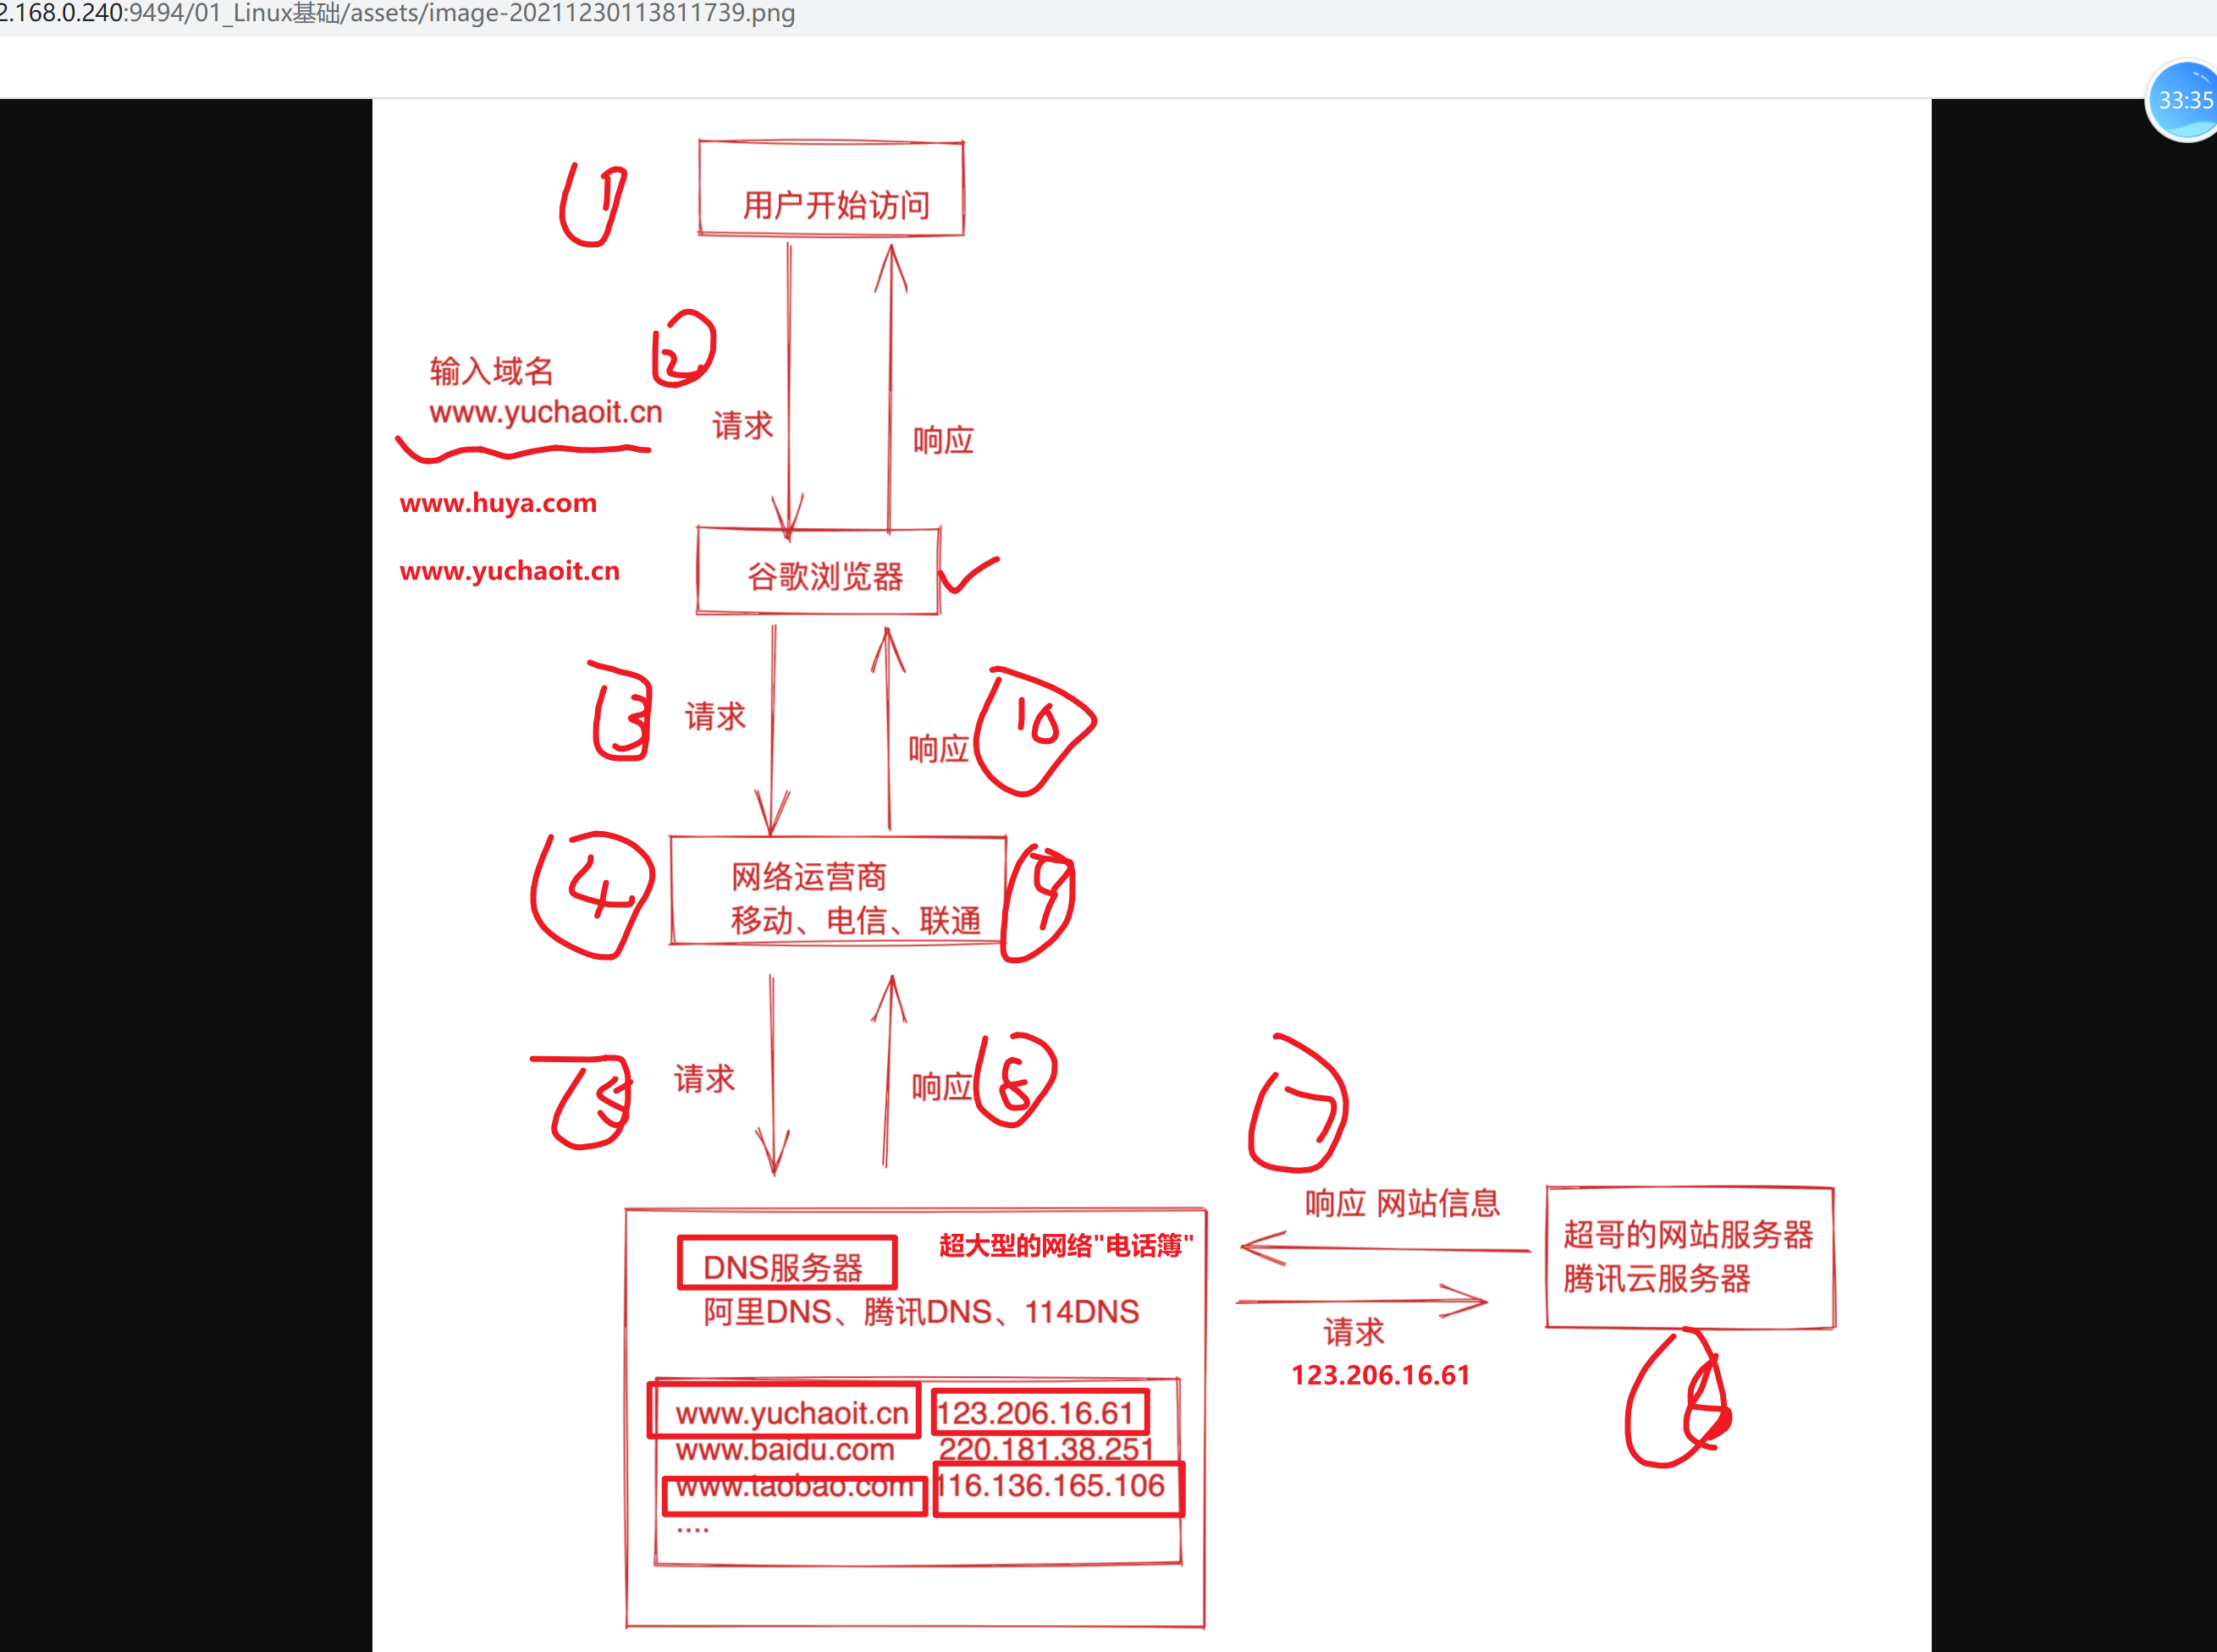 2.168.0.240:9494/01_Linux基础/assets/image-20211230113811739.png
33:35
1
用户开始访问
2
输入域名
www.yuchaoit.cn
请求
响应
www.huya.com
www.yuchaoit.cn
谷歌浏览器
3
请求
响应
10
4
网络运营商
移动、电信、联通
9
5
请求
响应
7
响应 网站信息
超哥的网站服务器
腾讯云服务器
DNS服务器
超大型的网络"电话簿"
阿里DNS、腾讯DNS、114DNS
请求
123.206.16.61
www.yuchaoit.cn 123.206.16.61
www.baidu.com 220.181.38.251
www.taobao.com 116.136.165.106
....